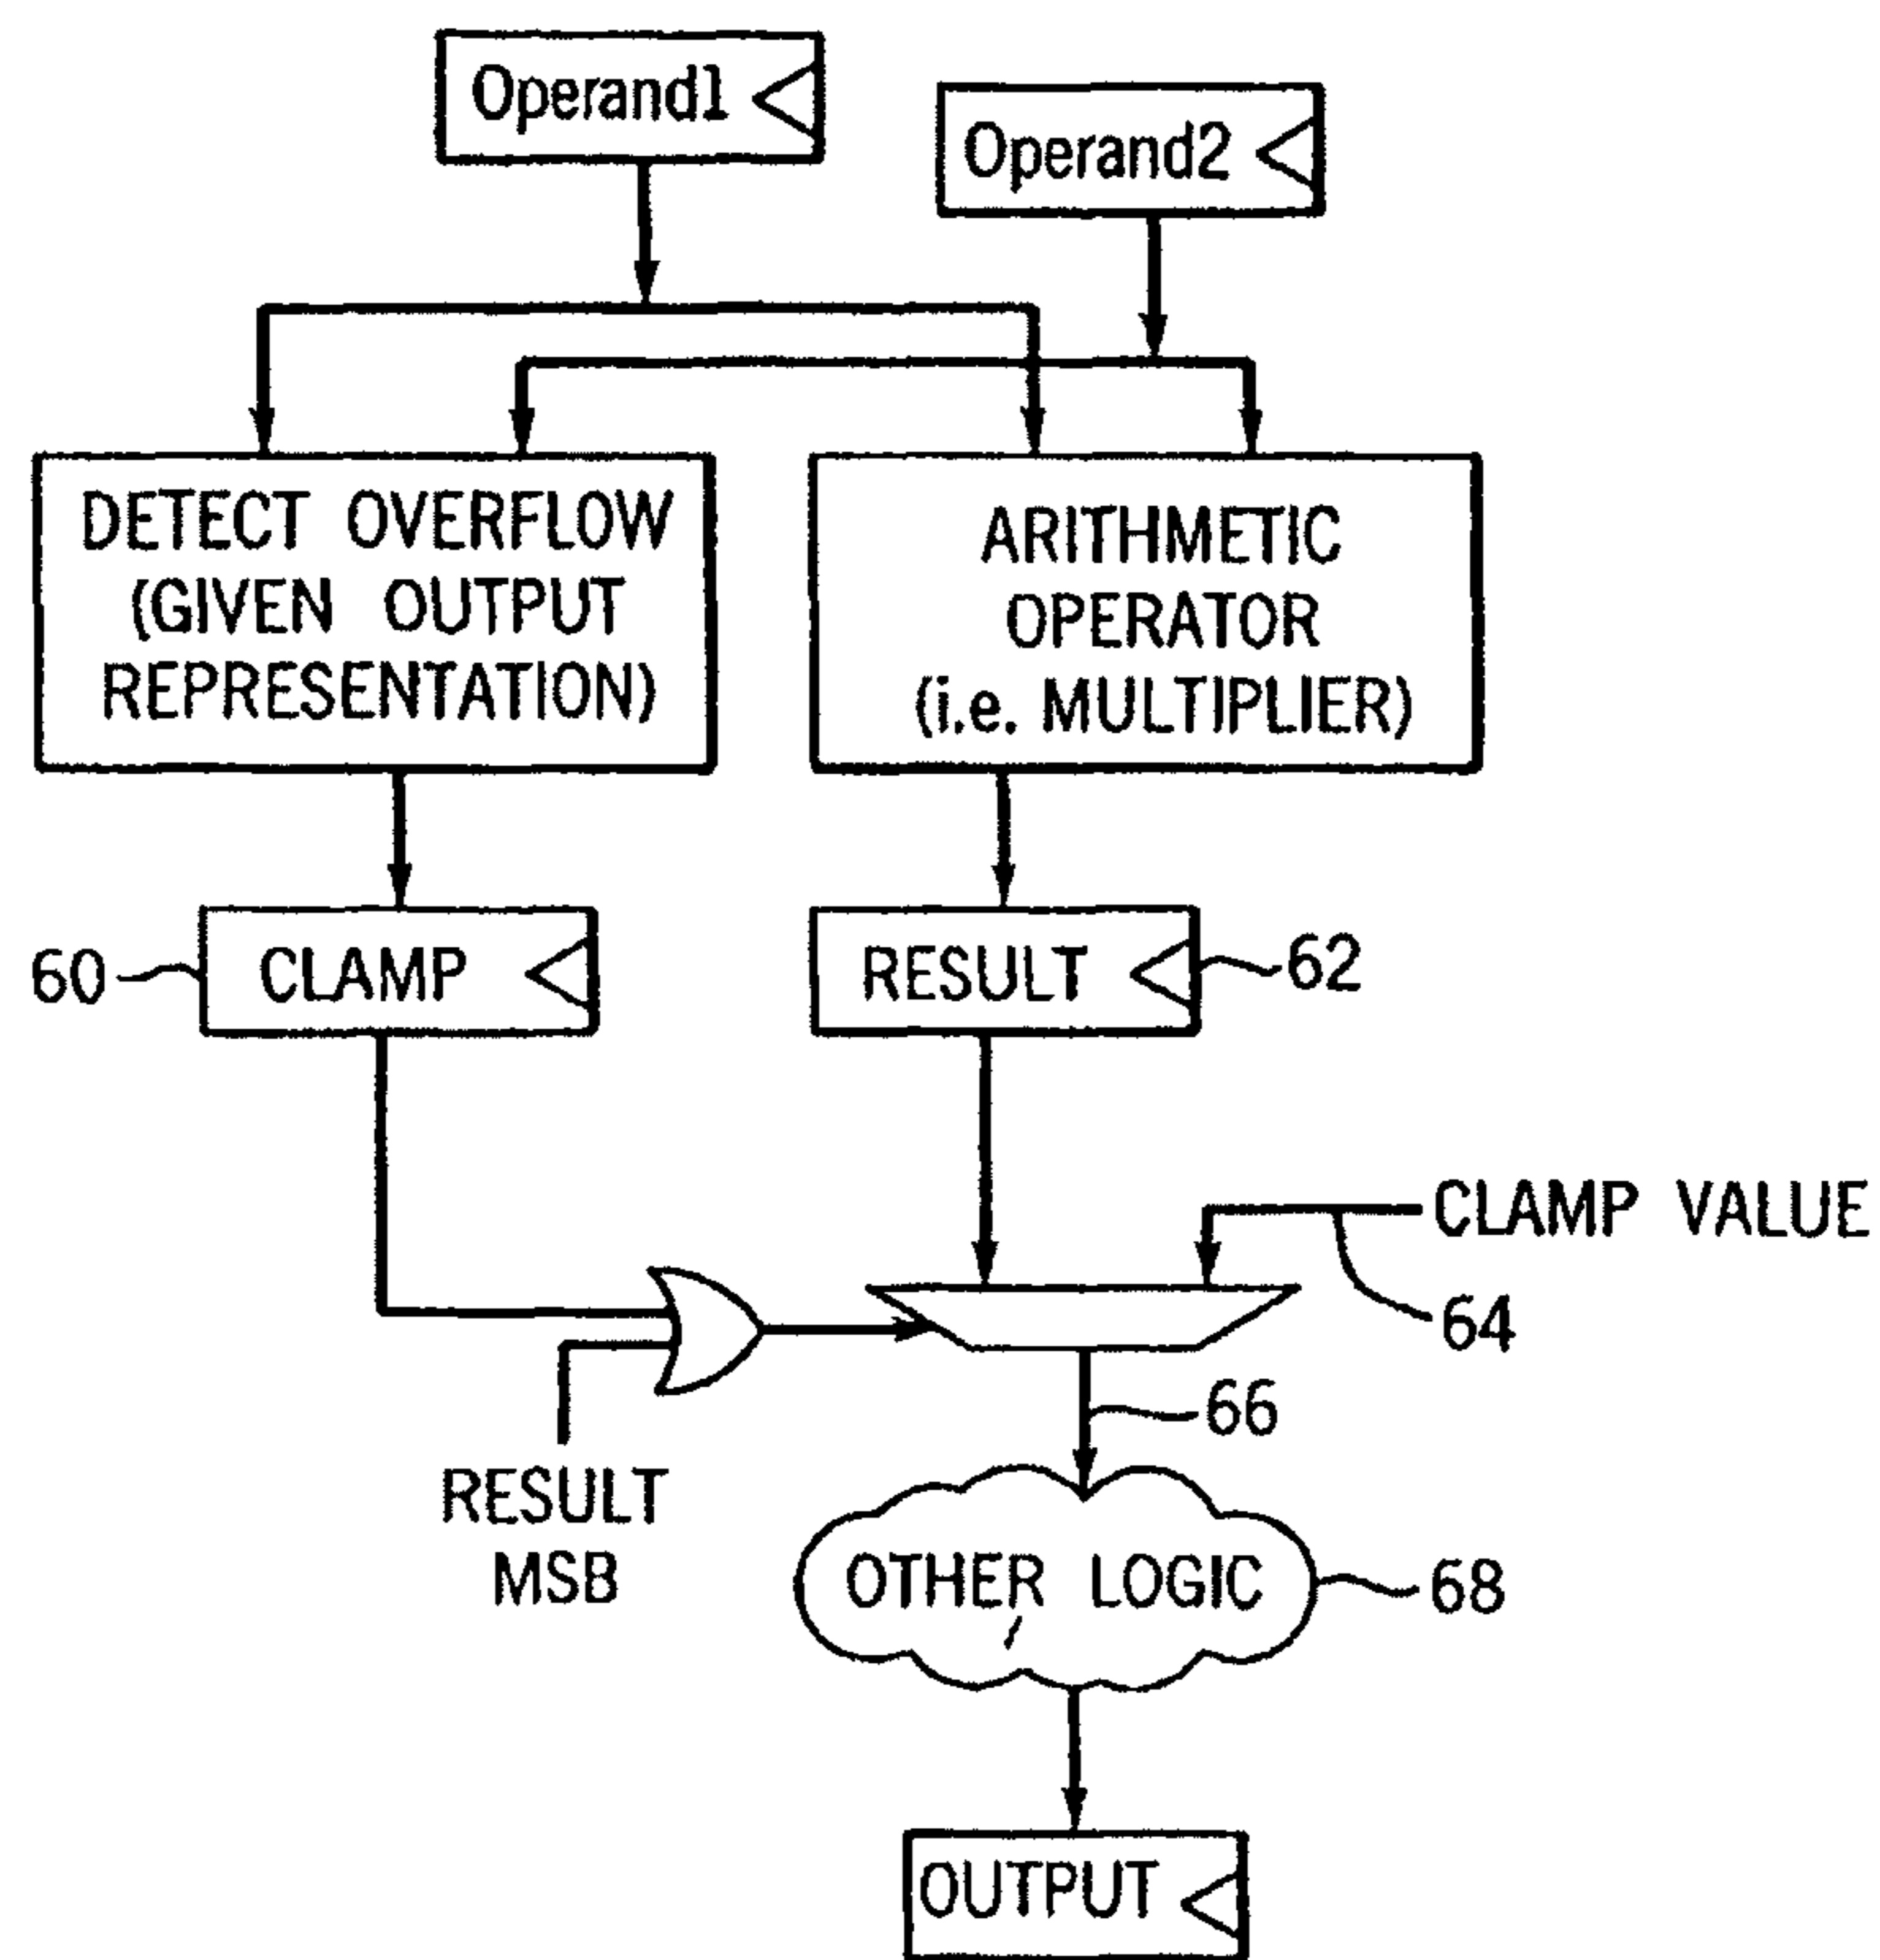 Operand1
Operand2
DETECT OVERFLOW
(GIVEN OUTPUT
REPRESENTATION)
ARITHMETIC
OPERATOR
(i.e. MULTIPLIER)
60
CLAMP
RESULT
62
CLAMP VALUE
64
66
RESULT
MSB
OTHER LOGIC
68
OUTPUT